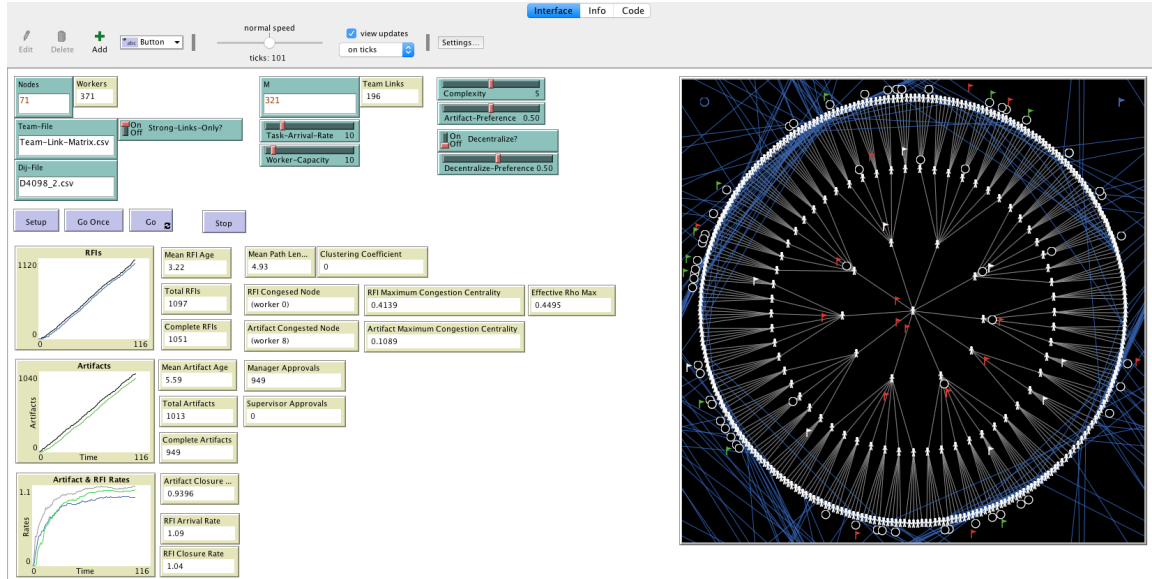 Interface Info Code
Edit Delete Add abc Button normal speed view updates
ticks: 101 on ticks Settings...
Nodes
71
Workers
371
M
321
Team Links
196
Complexity 5
Artifact-Preference 0.50
Team-File
Team-Link-Matrix.csv
On
Off Strong-Links-Only?
Task-Arrival-Rate 10
Worker-Capacity 10
On
Off Decentralize?
Decentralize-Preference 0.50
Dij-File
D4098_2.csv
Setup Go Once Go Stop
RFIs
1120
0
0 116
Mean RFI Age
3.22
Total RFIs
1097
Complete RFIs
1051
Mean Path Len...
4.93
Clustering Coefficient
0
RFI Congesed Node
(worker 0)
RFI Maximum Congestion Centrality
0.4139
Effective Rho Max
0.4495
Artifact Congested Node
(worker 8)
Artifact Maximum Congestion Centrality
0.1089
Artifacts
1040
Artifacts
0
0 Time 116
Mean Artifact Age
5.59
Total Artifacts
1013
Complete Artifacts
949
Manager Approvals
949
Supervisor Approvals
0
Artifact & RFI Rates
1.1
Rates
0
0 Time 116
Artifact Closure ...
0.9396
RFI Arrival Rate
1.09
RFI Closure Rate
1.04